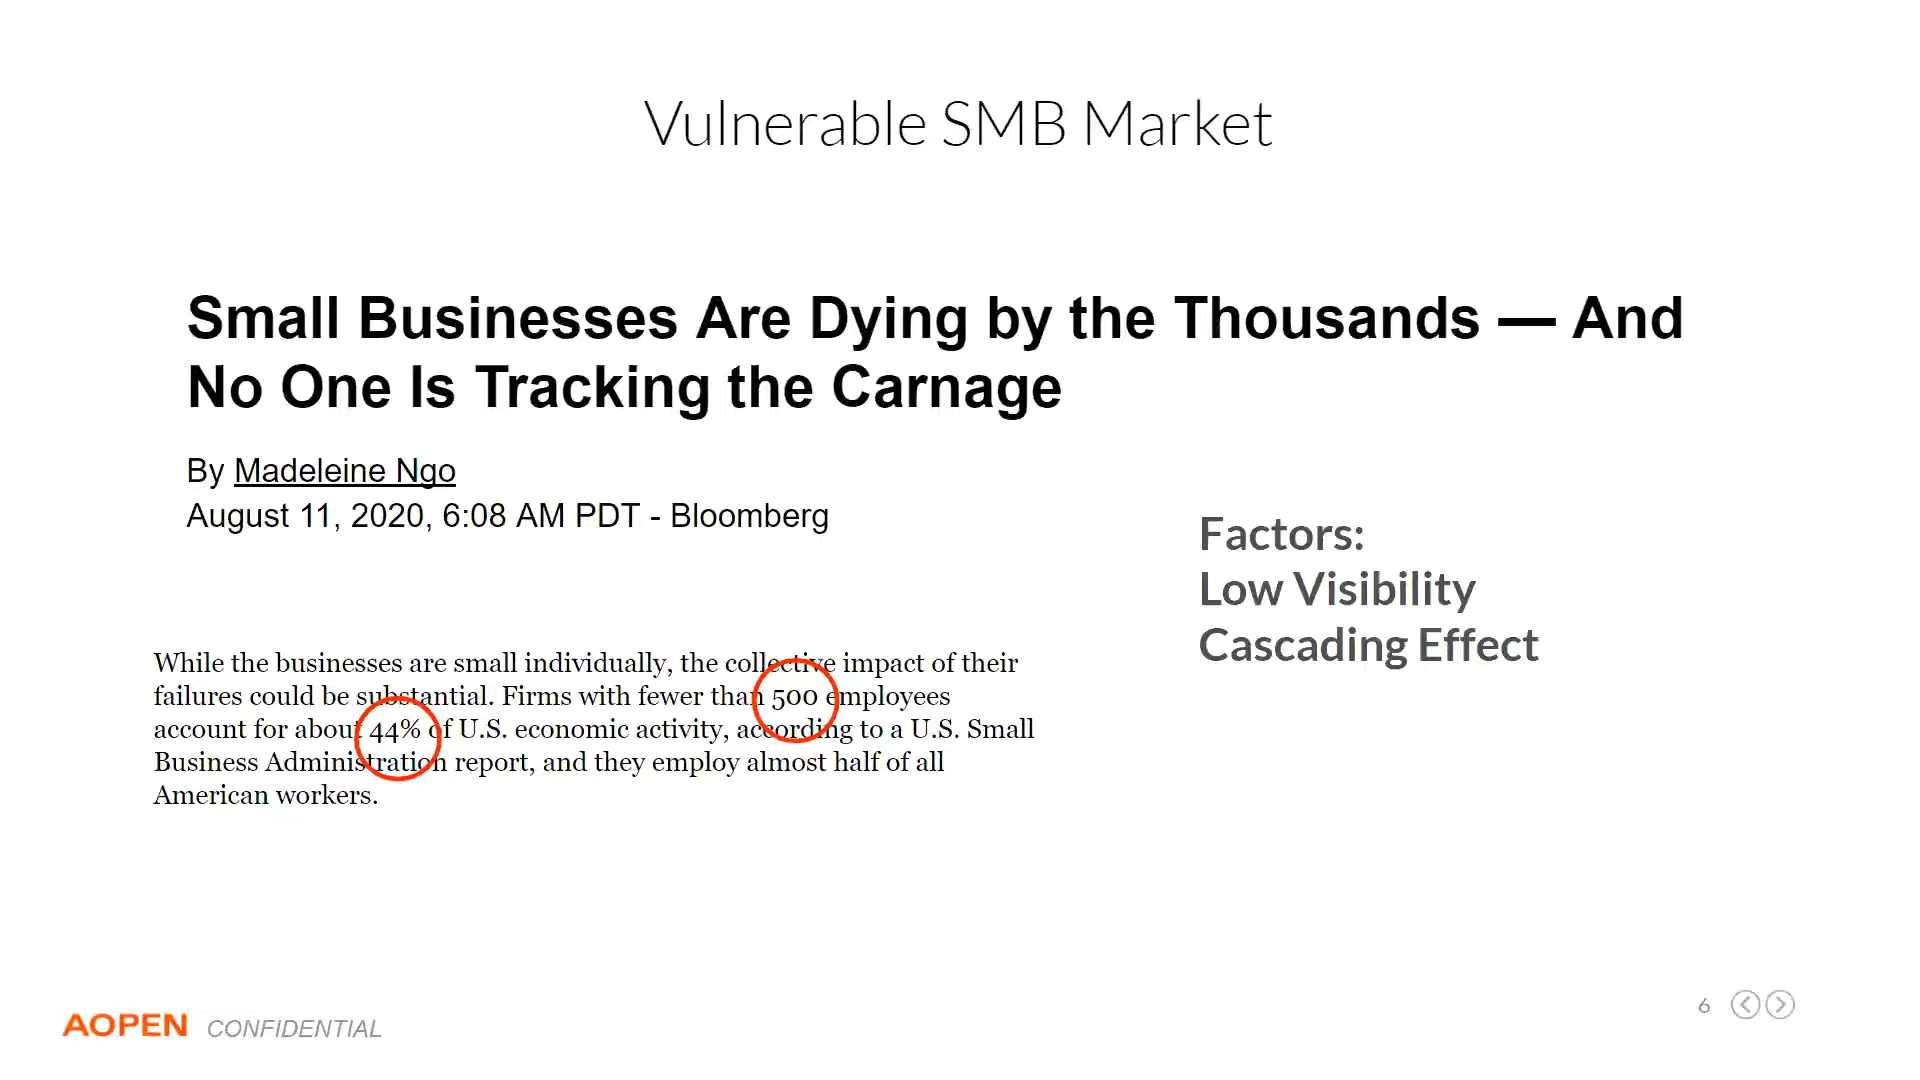 Vulnerable SMB Market
Small Businesses Are Dying by the Thousands — And
No One Is Tracking the Carnage
By Madeleine Ngo
August 11, 2020, 6:08 AM PDT - Bloomberg
Factors:
Low Visibility
Cascading Effect
While the businesses are small individually, the collective impact of their
failures could be substantial. Firms with fewer than 500 employees
account for about 44% of U.S. economic activity, according to a U.S. Small
Business Administration report, and they employ almost half of all
American workers.
AOPEN CONFIDENTIAL
6